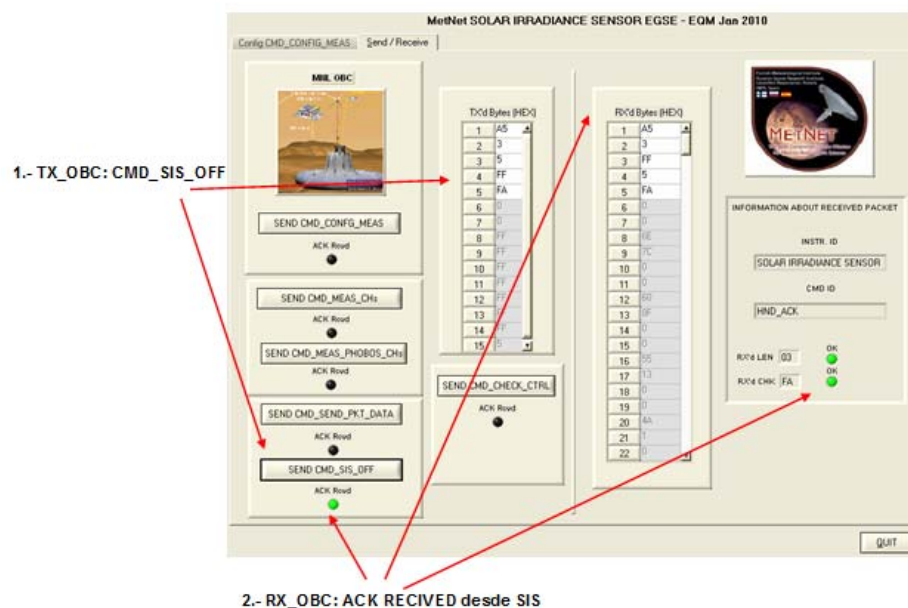 MetNet SOLAR IRRADIANCE SENSOR EGSE - EQM Jan 2010
Config CMD_CONFIG_MEAS
Send / Receive
MNL OBC
SEND CMD_CONFG_MEAS
ACK Rcvd
SEND CMD_MEAS_CHs
ACK Rcvd
SEND CMD_MEAS_PHOBOS_CHs
ACK Rcvd
SEND CMD_SEND_PKT_DATA
ACK Rcvd
SEND CMD_SIS_OFF
ACK Rcvd
1.- TX_OBC: CMD_SIS_OFF
TX'd Bytes (HEX)
1 A5
2 3
3 5
4 FF
5 FA
6 0
7 0
8 FF
9 FF
10 FF
11 FF
12 FF
13
14 FF
15 5
SEND CMD_CHECK_CTRL
ACK Rcvd
RX'd Bytes (HEX)
1 A5
2 3
3 FF
4 5
5 FA
6 0
7 0
8 6E
9 7C
10 0
11 0
12 60
13 0F
14 0
15 0
16 55
17 13
18 0
19 0
20 4A
21 1
22 0
METNET
INFORMATION ABOUT RECEIVED PACKET
INSTR. ID
SOLAR IRRADIANCE SENSOR
CMD ID
HND_ACK
OK
RX'd LEN 03
OK
RX'd CHK FA
QUIT
2.- RX_OBC: ACK RECIVED desde SIS